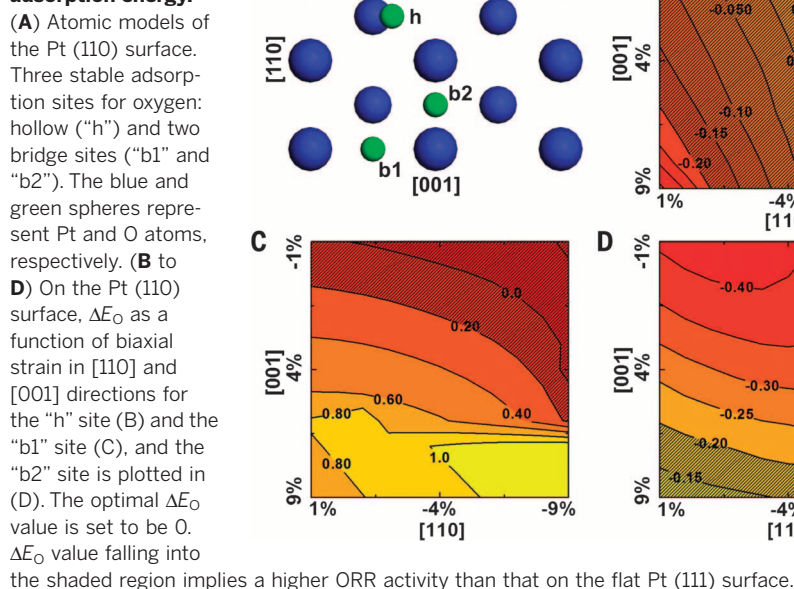 adsorption energy.
(A) Atomic models of
the Pt (110) surface.
Three stable adsorp-
tion sites for oxygen:
hollow (“h”) and two
bridge sites (“b1” and
“b2”). The blue and
green spheres repre-
sent Pt and O atoms,
respectively. (B to
D) On the Pt (110)
surface, ΔE_O as a
function of biaxial
strain in [110] and
[001] directions for
the “h” site (B) and the
“b1” site (C), and the
“b2” site is plotted in
(D). The optimal ΔE_O
value is set to be 0.
ΔE_O value falling into
the shaded region implies a higher ORR activity than that on the flat Pt (111) surface.
h
b2
b1
[110]
[001]
-0.050
-0.10
-0.15
-0.20
[001]
4%
9%
1%
-4%
C
-1%
4%
9%
[001]
0.0
0.20
0.40
0.60
0.80
0.80
1.0
1%
-4%
-9%
[110]
D
-1%
4%
9%
[001]
-0.40
-0.30
-0.25
-0.20
-0.15
1%
-4%